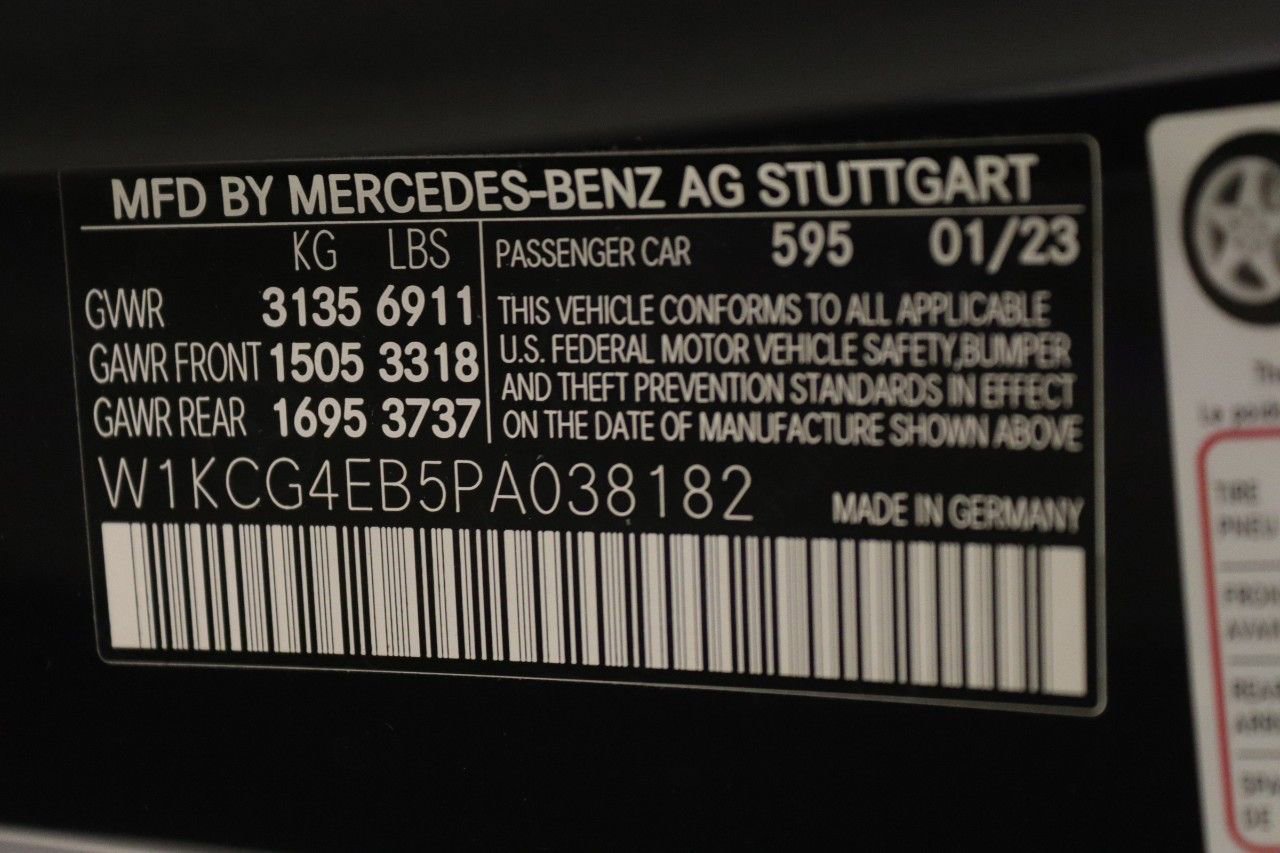 MFD BY MERCEDES-BENZ AG STUTTGART
KG LBS
GVWR 3135 6911
GAWR FRONT 1505 3318
GAWR REAR 1695 3737
PASSENGER CAR 595 01/23
THIS VEHICLE CONFORMS TO ALL APPLICABLE
U.S. FEDERAL MOTOR VEHICLE SAFETY,BUMPER
AND THEFT PREVENTION STANDARDS IN EFFECT
ON THE DATE OF MANUFACTURE SHOWN ABOVE
W1KCG4EB5PA038182
MADE IN GERMANY
TIRE